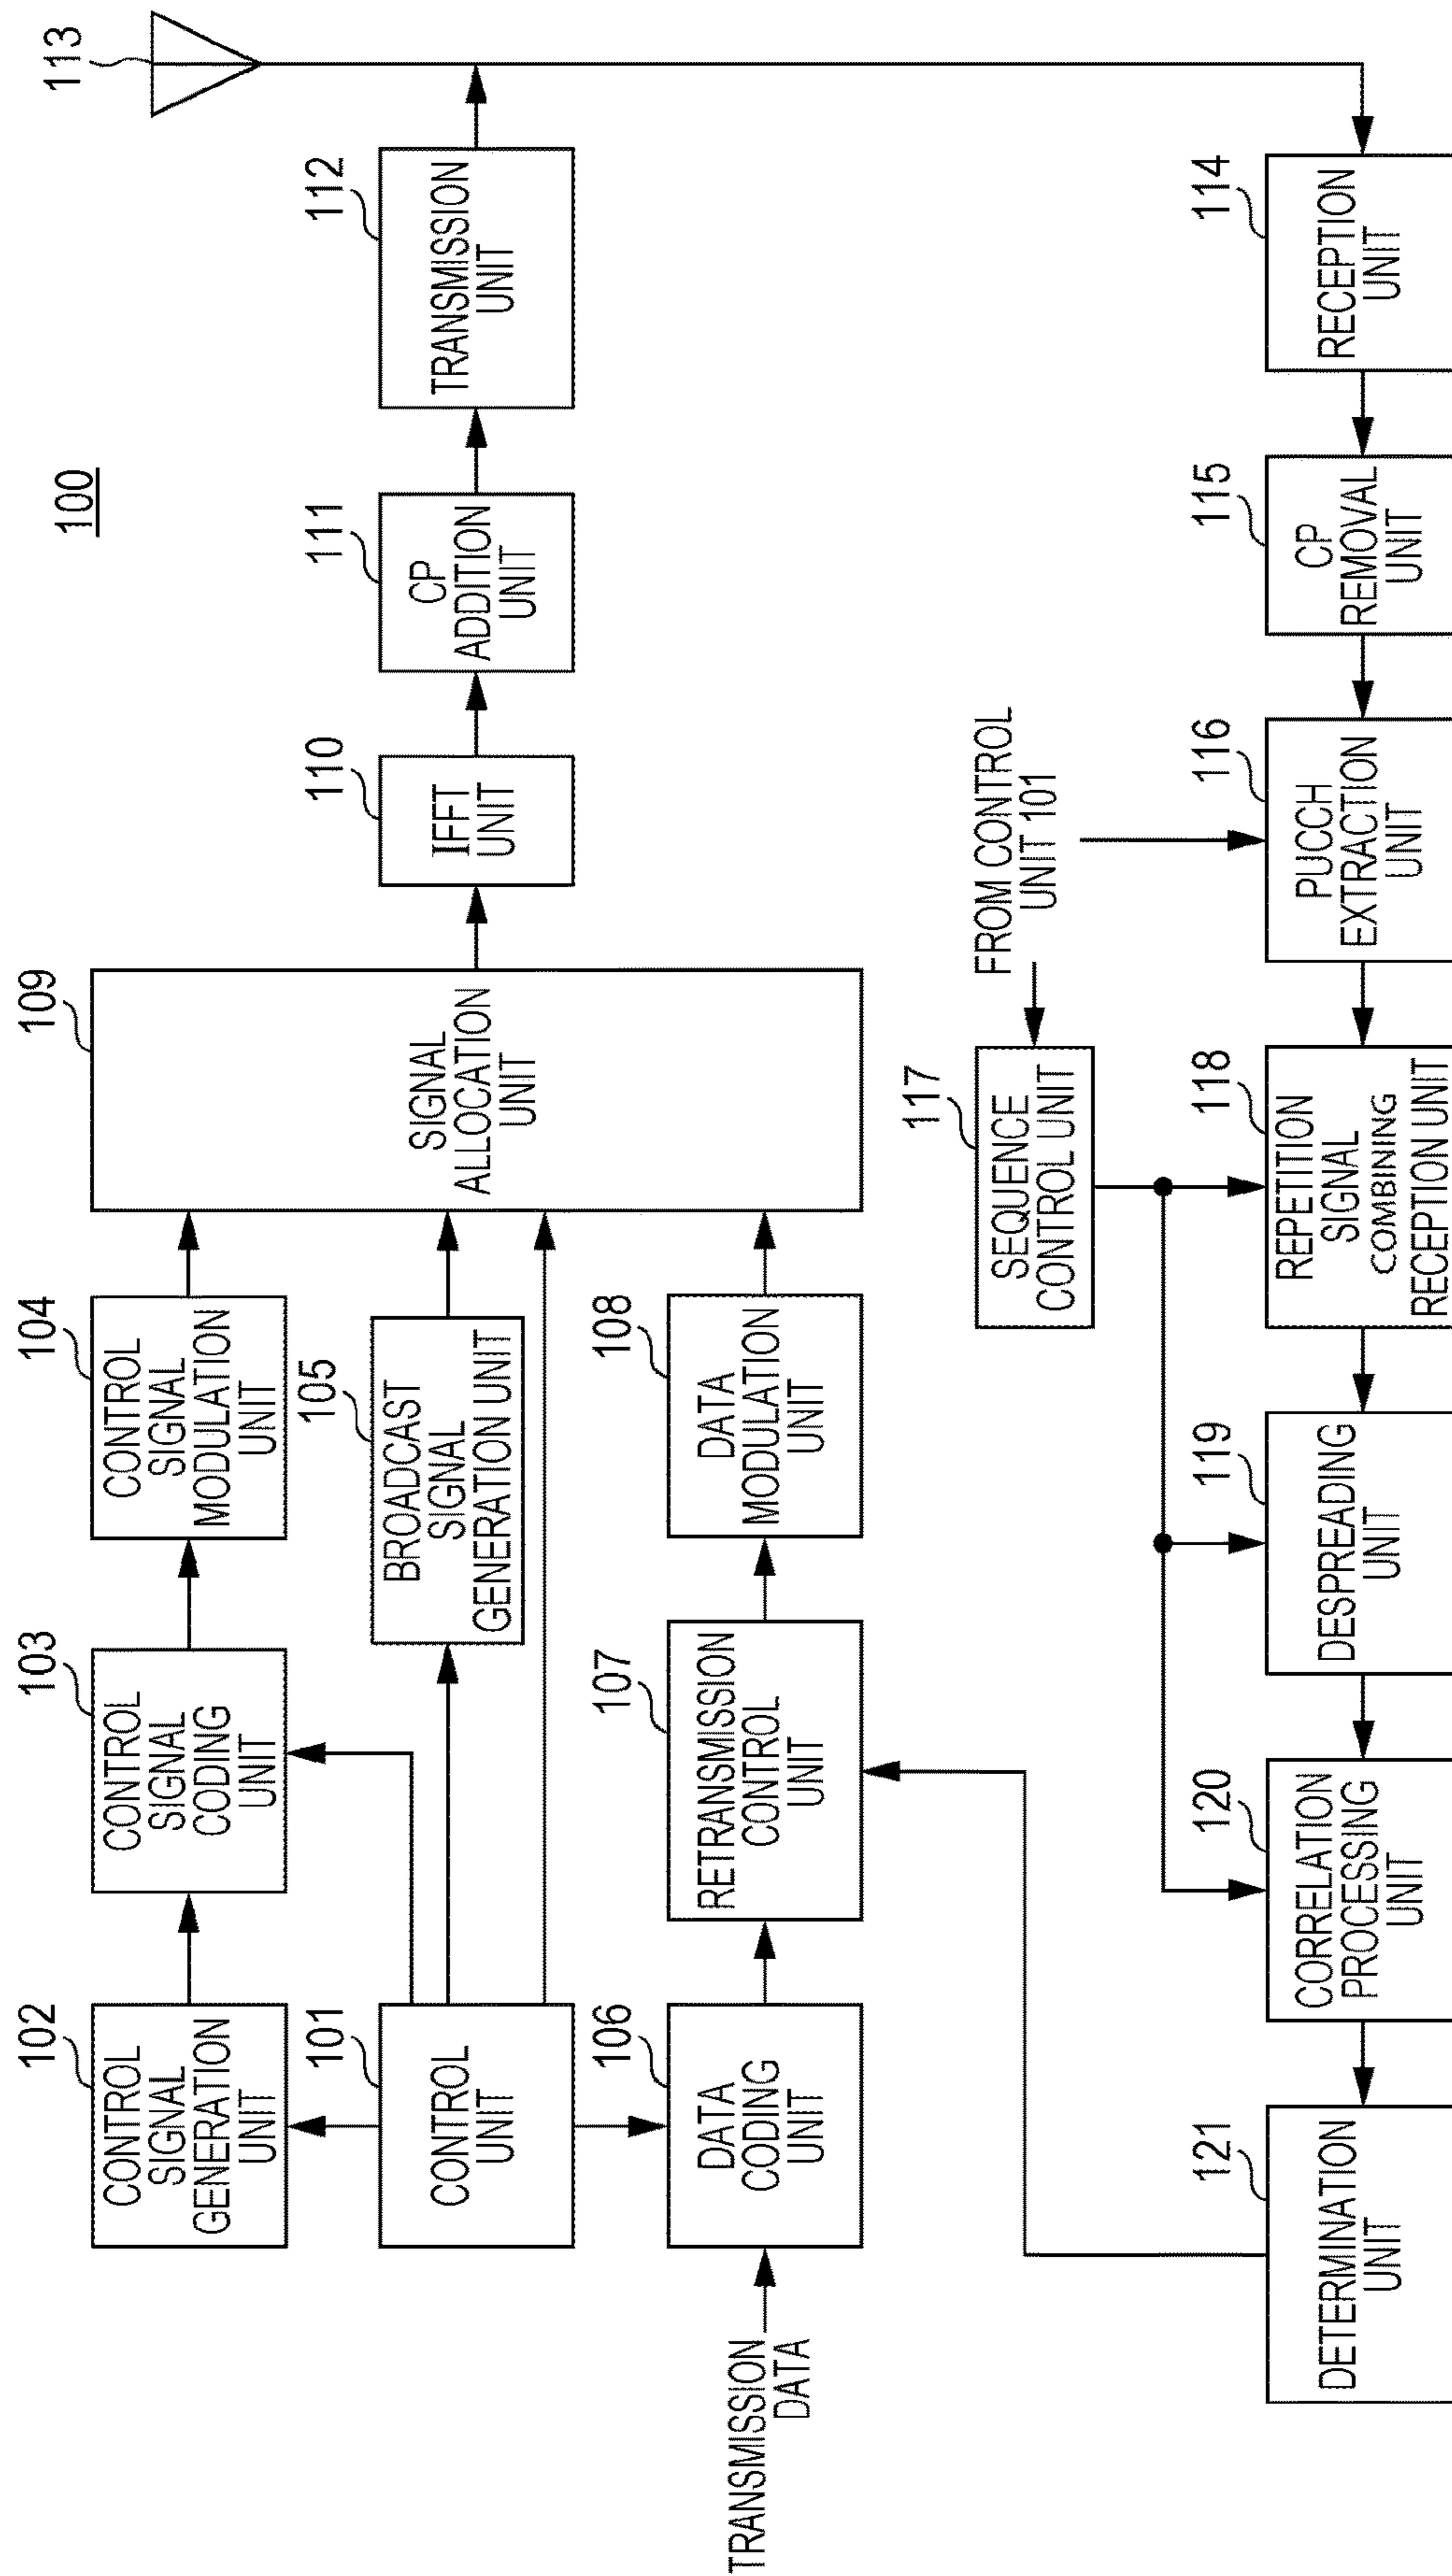 100
113
102
CONTROL
SIGNAL
GENERATION
UNIT
103
CONTROL
SIGNAL
CODING
UNIT
104
CONTROL
SIGNAL
MODULATION
UNIT
109
SIGNAL
ALLOCATION
UNIT
110
IFFT
UNIT
111
CP
ADDITION
UNIT
112
TRANSMISSION
UNIT
101
CONTROL
UNIT
105
BROADCAST
SIGNAL
GENERATION UNIT
TRANSMISSION
DATA
106
DATA
CODING
UNIT
107
RETRANSMISSION
CONTROL
UNIT
108
DATA
MODULATION
UNIT
117
SEQUENCE
CONTROL UNIT
FROM CONTROL
UNIT 101
121
DETERMINATION
UNIT
120
CORRELATION
PROCESSING
UNIT
119
DESPREADING
UNIT
118
REPETITION
SIGNAL
COMBINING
RECEPTION UNIT
116
PUCCH
EXTRACTION
UNIT
115
CP
REMOVAL
UNIT
114
RECEPTION
UNIT